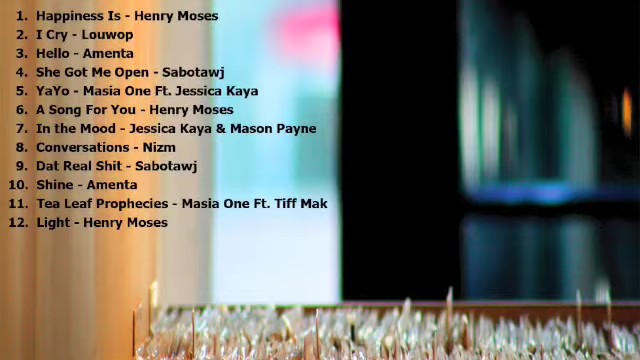 1. Happiness Is - Henry Moses
2. I Cry - Louwop
3. Hello - Amenta
4. She Got Me Open - Sabotawj
5. YaYo - Masia One Ft. Jessica Kaya
6. A Song For You - Henry Moses
7. In the Mood - Jessica Kaya & Mason Payne
8. Conversations - Nizm
9. Dat Real Shit - Sabotawj
10. Shine - Amenta
11. Tea Leaf Prophecies - Masia One Ft. Tiff Mak
12. Light - Henry Moses